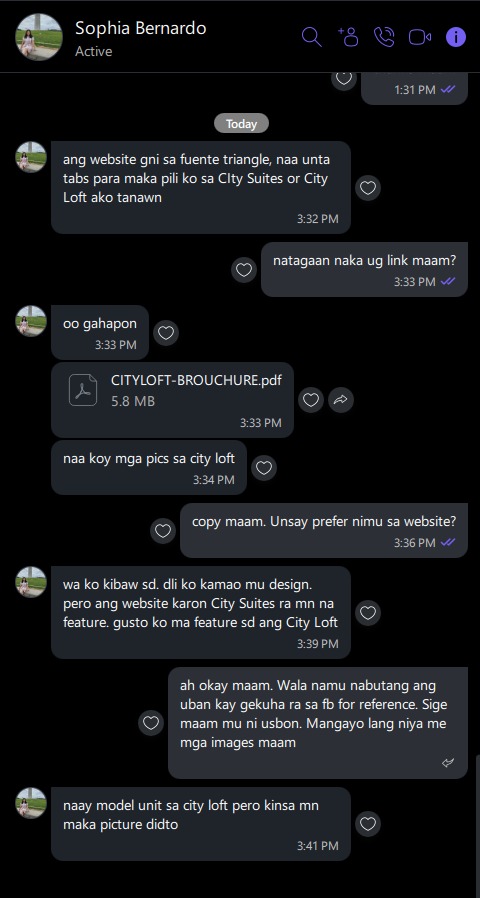 Sophia Bernardo
Active
1:31 PM
Today
ang website gni sa fuente triangle, naa unta
tabs para maka pili ko sa CIty Suites or City
Loft ako tanawn
3:32 PM
natagaan naka ug link maam?
3:33 PM
oo gahapon
3:33 PM
CITYLOFT-BROUCHURE.pdf
5.8 MB
3:33 PM
naa koy mga pics sa city loft
3:34 PM
copy maam. Unsay prefer nimu sa website?
3:36 PM
wa ko kibaw sd. dli ko kamao mu design.
pero ang website karon City Suites ra mn na
feature. gusto ko ma feature sd ang City Loft
3:39 PM
ah okay maam. Wala namu nabutang ang
uban kay gekuha ra sa fb for reference. Sige
maam mu ni usbon. Mangayo lang niya me
mga images maam
naay model unit sa city loft pero kinsa mn
maka picture didto
3:41 PM